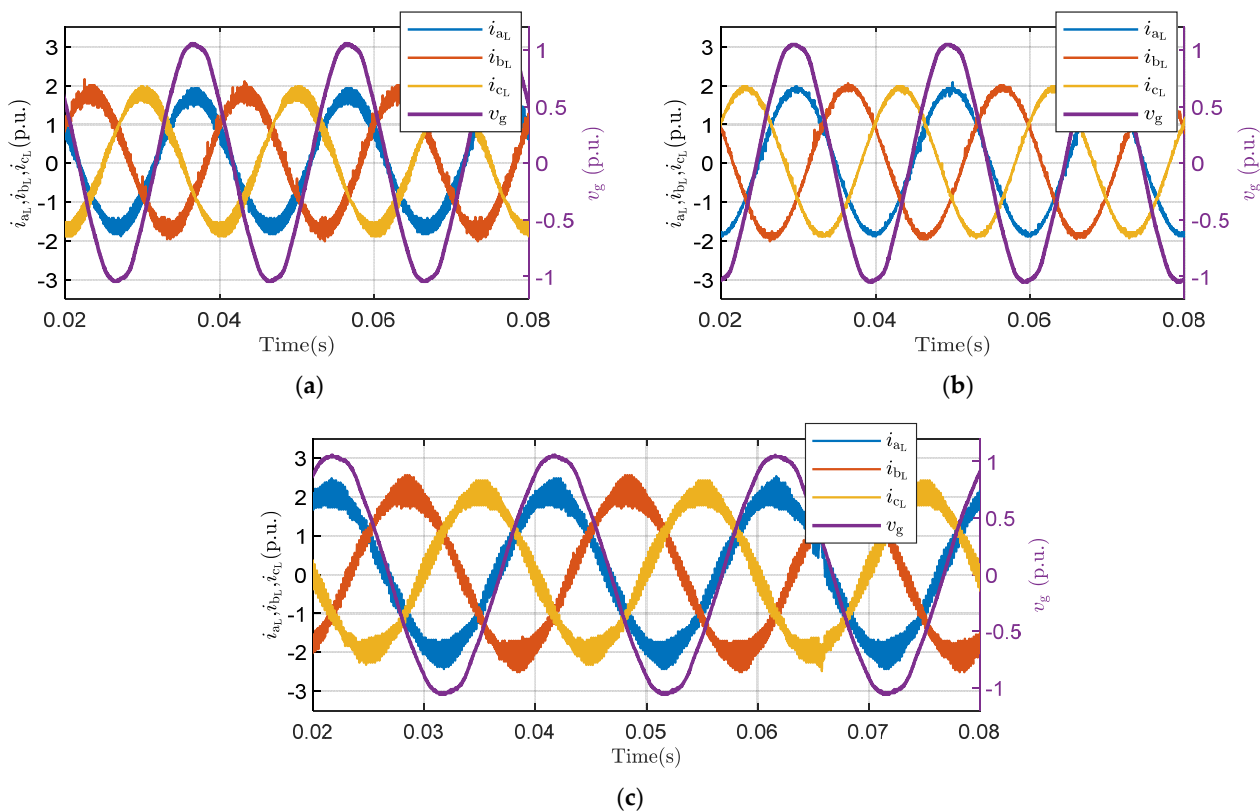 i_aL
i_bL
i_cL
v_g
3
2
1
0
-1
-2
-3
i_aL,i_bL,i_cL(p.u.)
1
0.5
0
-0.5
-1
v_g (p.u.)
0.02 0.04 0.06 0.08
Time(s)
(a)
i_aL
i_bL
i_cL
v_g
3
2
1
0
-1
-2
-3
i_aL,i_bL,i_cL(p.u.)
1
0.5
0
-0.5
-1
v_g (p.u.)
0.02 0.04 0.06 0.08
Time(s)
(b)
i_aL
i_bL
i_cL
v_g
3
2
1
0
-1
-2
-3
i_aL,i_bL,i_cL(p.u.)
1
0.5
0
-0.5
-1
v_g (p.u.)
0.02 0.03 0.04 0.05 0.06 0.07 0.08
Time(s)
(c)